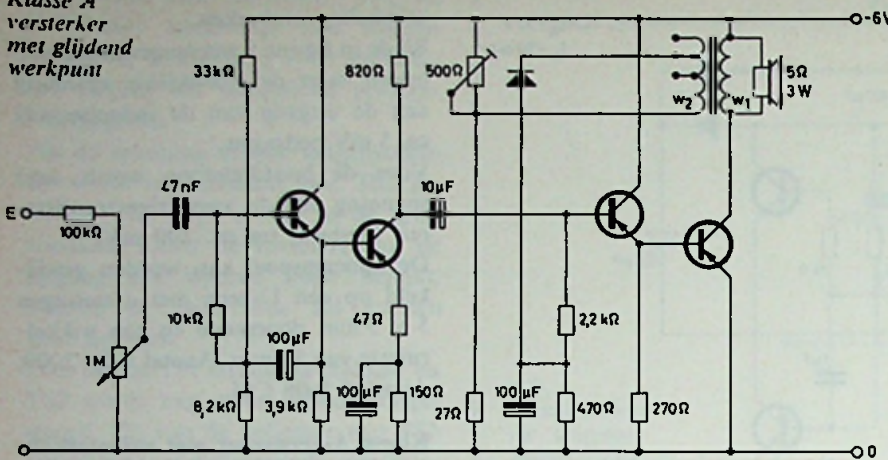 Klasse A
versterker
met glijdend
werkpunt
-6V
33kΩ
820Ω
500Ω
5Ω
3 W
w2
w1
47nF
10µF
E
100kΩ
10kΩ
100µF
47Ω
2,2kΩ
1M
8,2kΩ
3,9kΩ
100µF
150Ω
27Ω
100µF
470Ω
270Ω
0